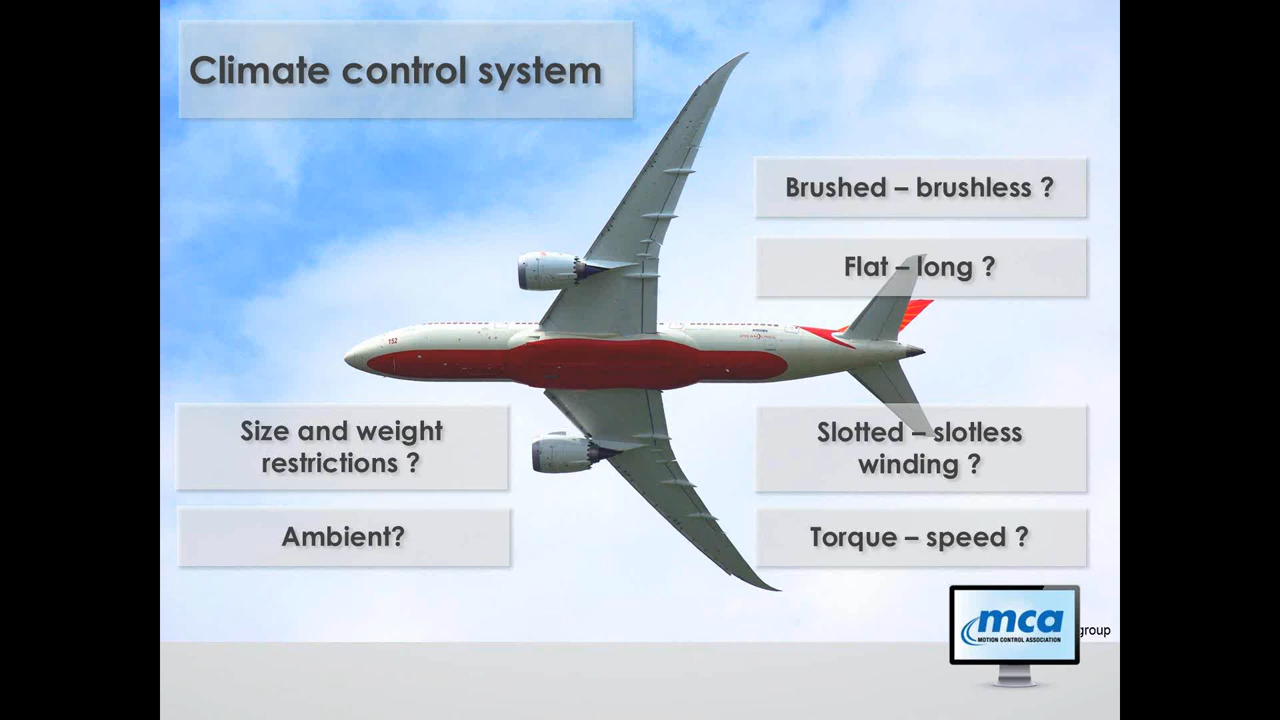 Climate control system
Brushed – brushless ?
Flat – long ?
152
Size and weight
restrictions ?
Slotted – slotless
winding ?
Ambient?
Torque – speed ?
mca
MOTION CONTROL ASSOCIATION
group